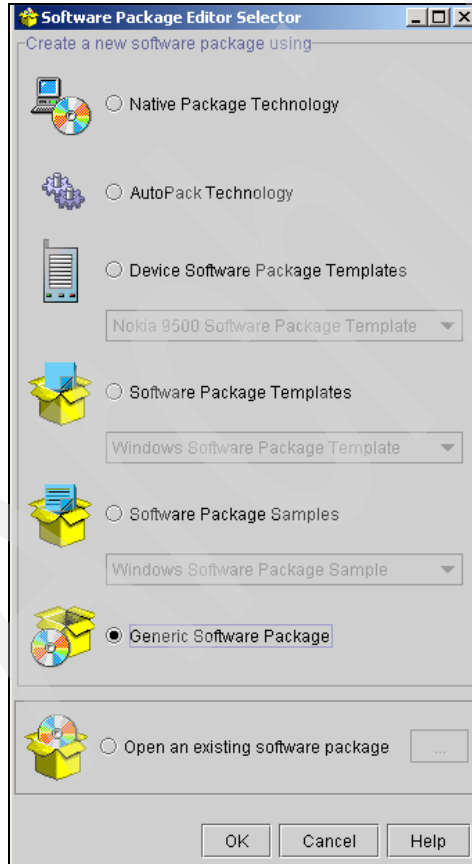 Software Package Editor Selector
Create a new software package using
Native Package Technology
AutoPack Technology
Device Software Package Templates
Nokia 9500 Software Package Template
Software Package Templates
Windows Software Package Template
Software Package Samples
Windows Software Package Sample
Generic Software Package
Open an existing software package
...
OK
Cancel
Help